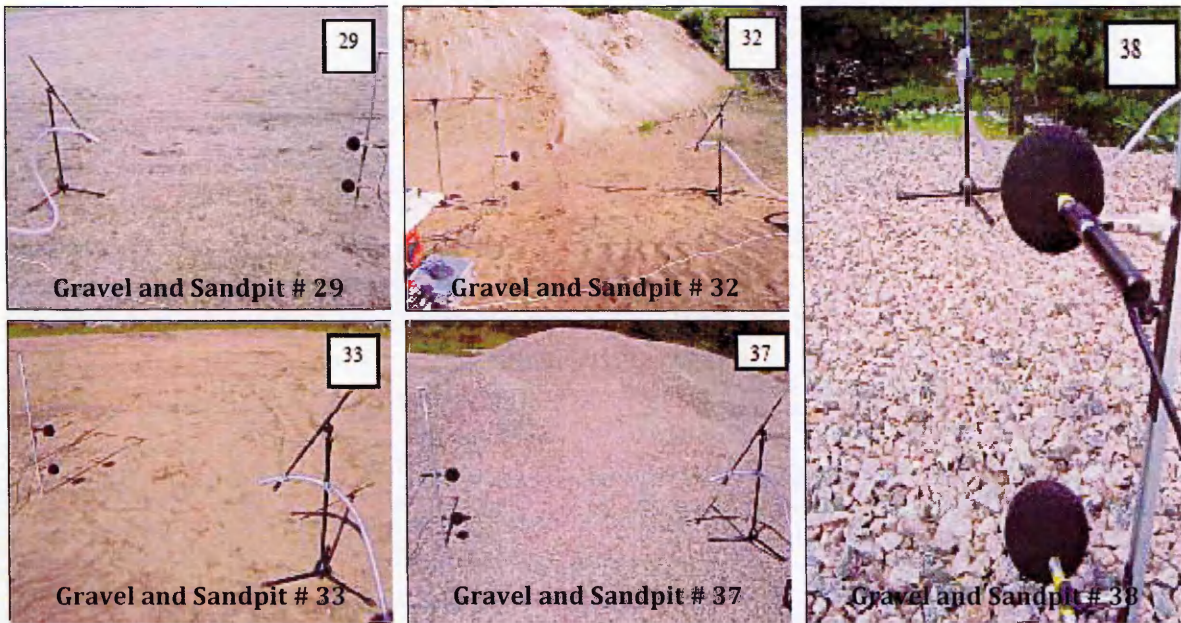 29
Gravel and Sandpit # 29
32
Gravel and Sandpit # 32
38
Gravel and Sandpit # 38
33
Gravel and Sandpit # 33
37
Gravel and Sandpit # 37